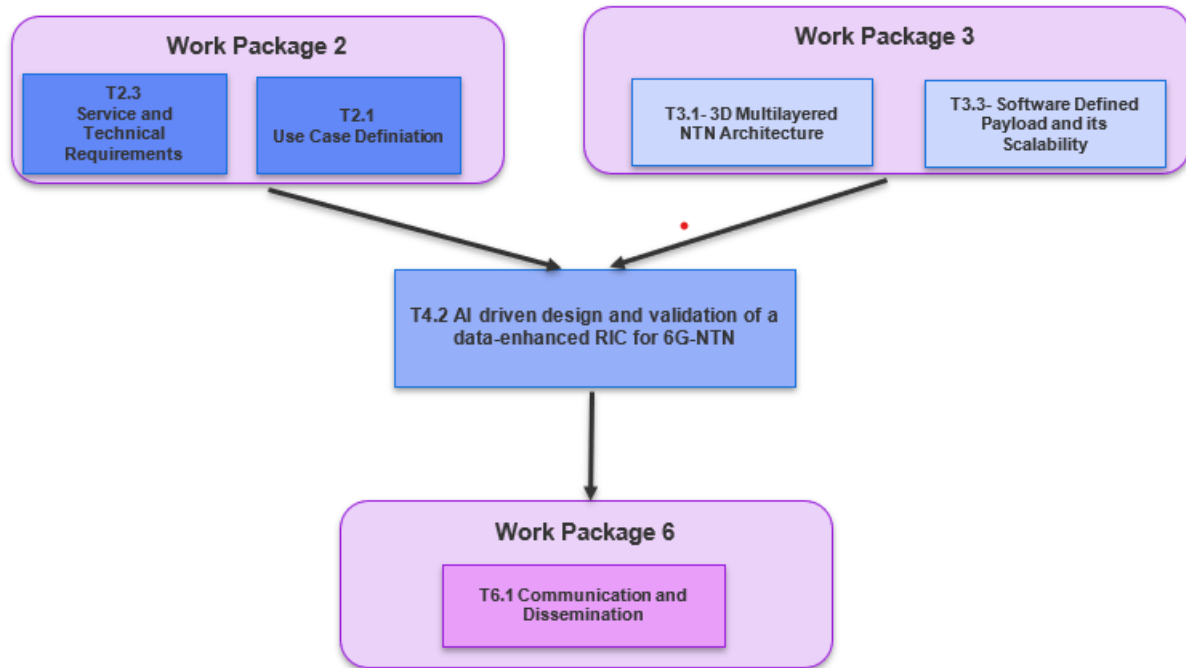 Work Package 2
T2.3
Service and
Technical
Requirements
T2.1
Use Case Definiation
Work Package 3
T3.1- 3D Multilayered
NTN Architecture
T3.3- Software Defined
Payload and its
Scalability
T4.2 AI driven design and validation of a
data-enhanced RIC for 6G-NTN
Work Package 6
T6.1 Communication and
Dissemination